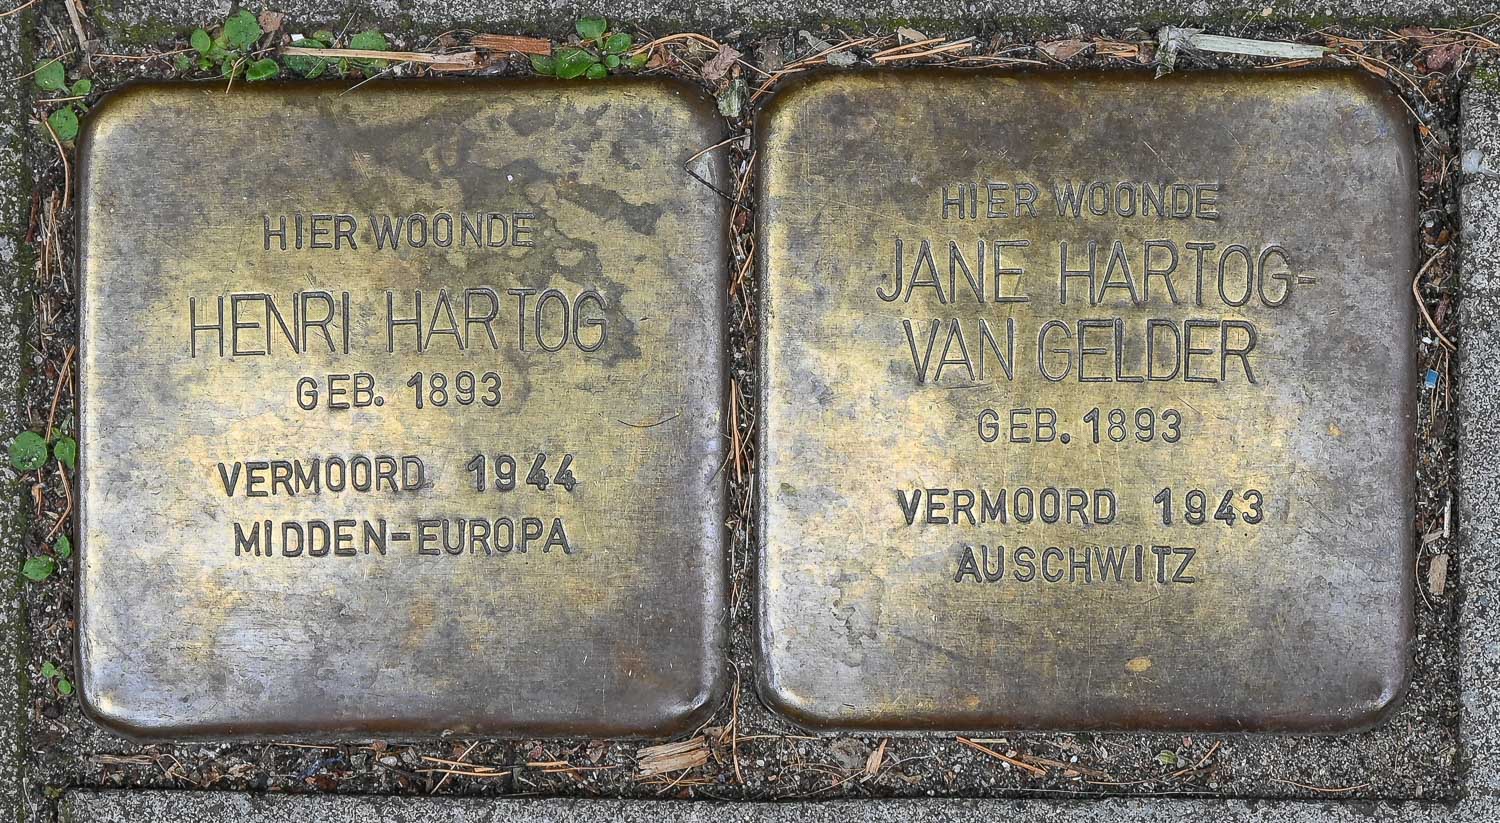 HIER WOONDE
HENRI HARTOG
GEB. 1893
VERMOORD 1944
MIDDEN-EUROPA
HIER WOONDE
JANE HARTOG-
VAN GELDER
GEB. 1893
VERMOORD 1943
AUSCHWITZ